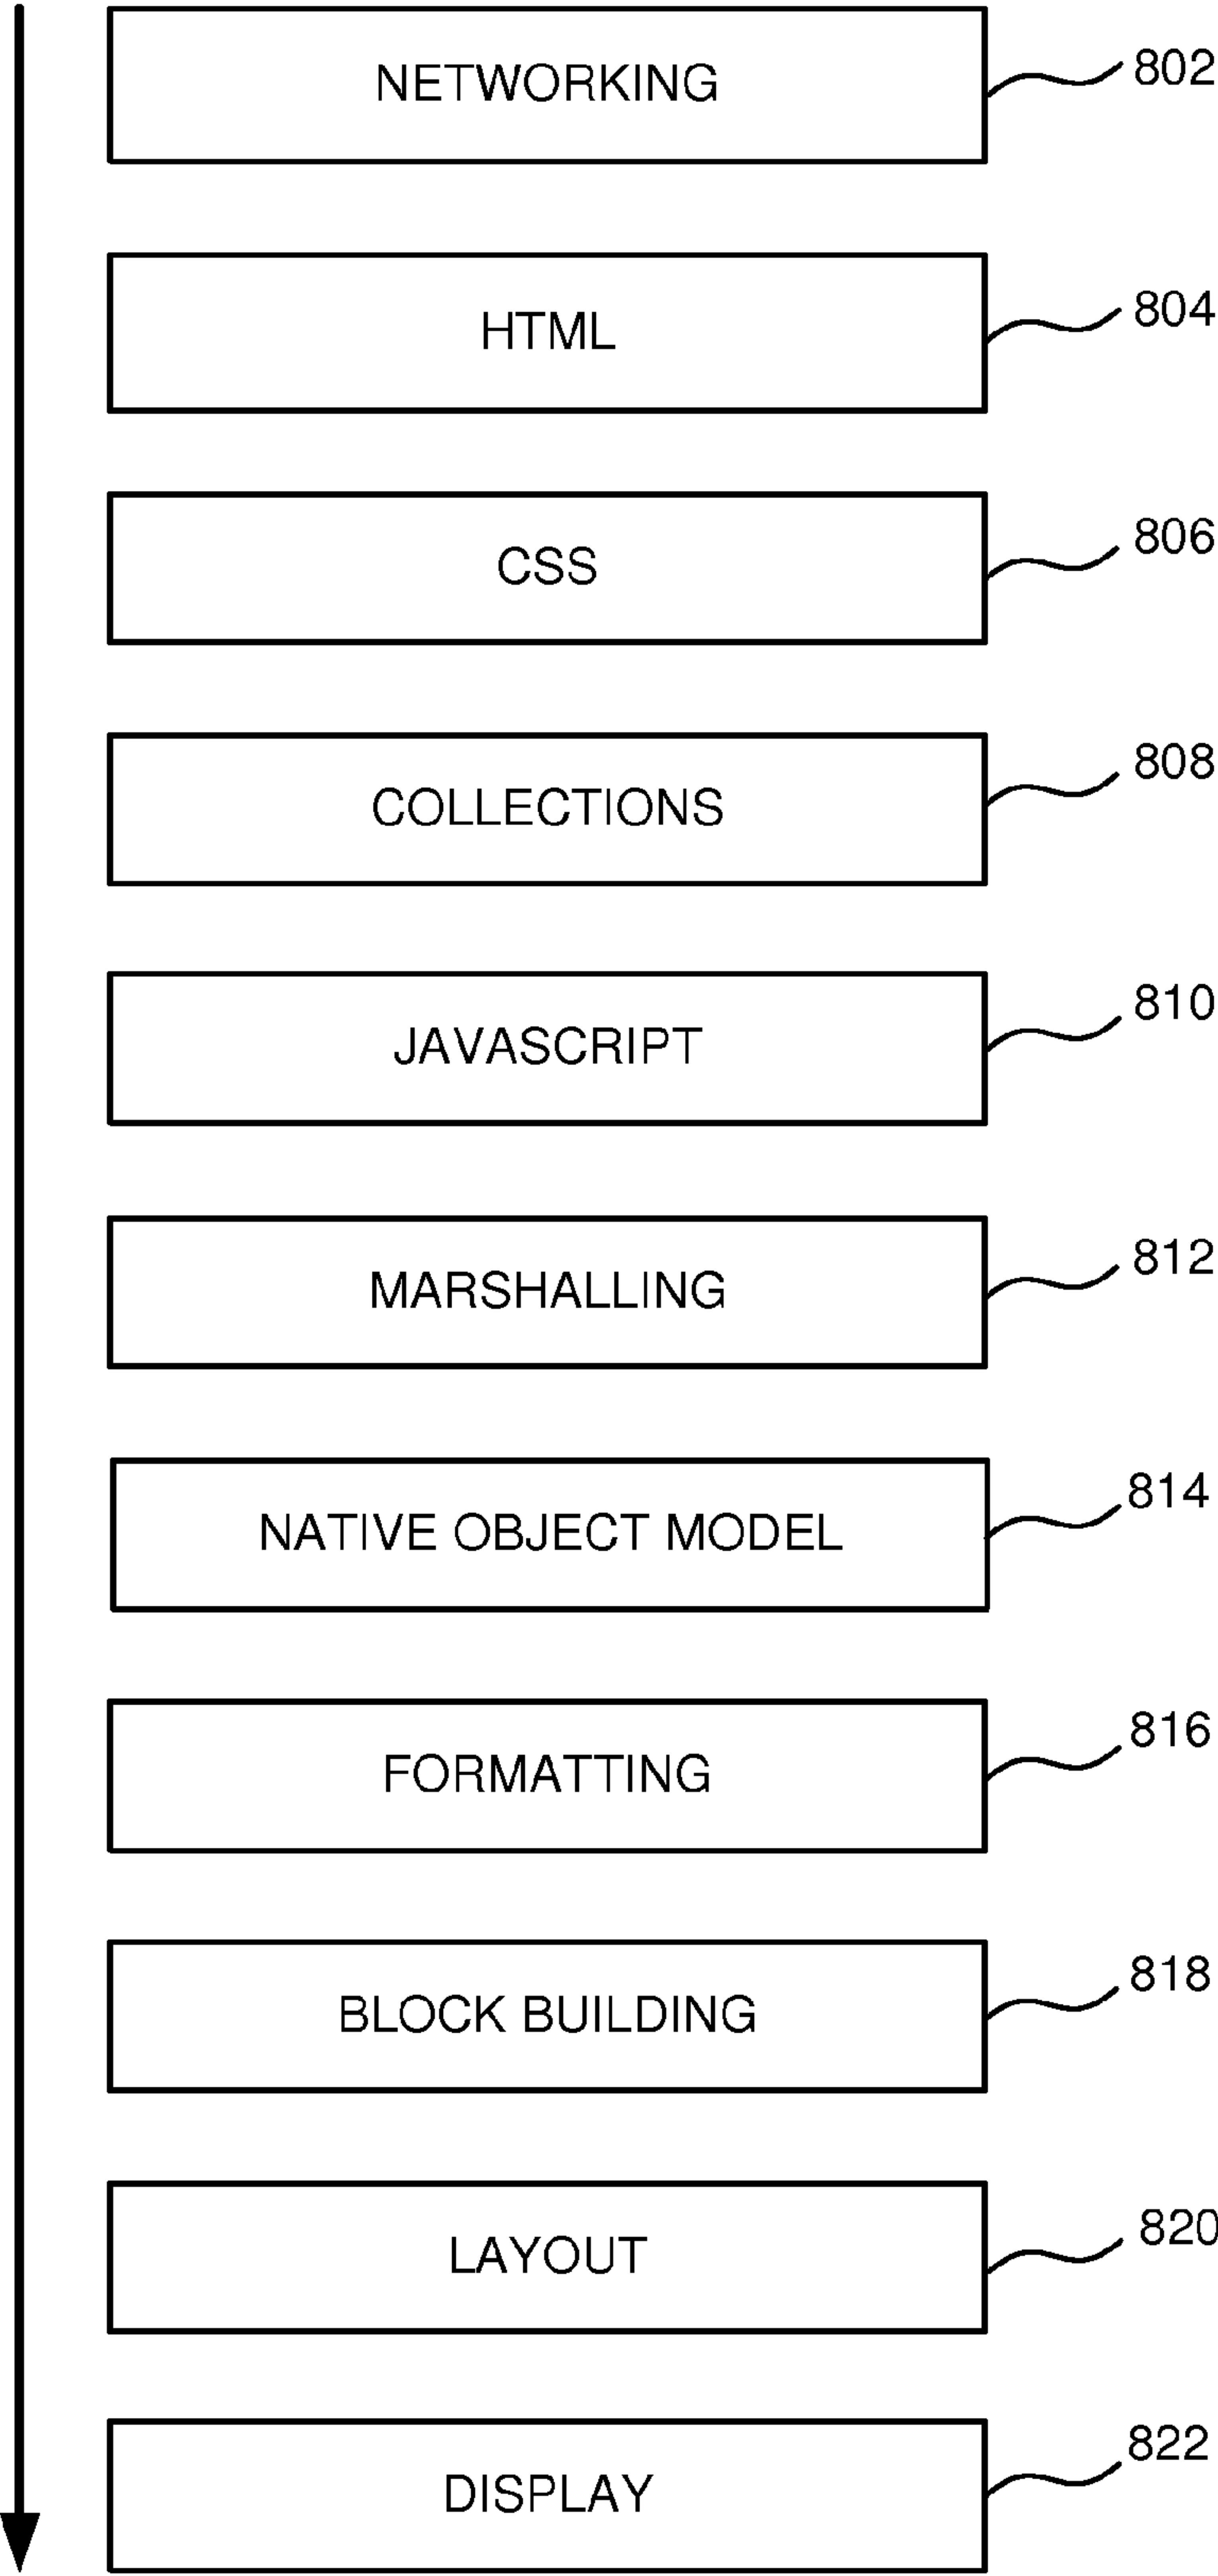 NETWORKING 802
HTML 804
CSS 806
COLLECTIONS 808
JAVASCRIPT 810
MARSHALLING 812
NATIVE OBJECT MODEL 814
FORMATTING 816
BLOCK BUILDING 818
LAYOUT 820
DISPLAY 822